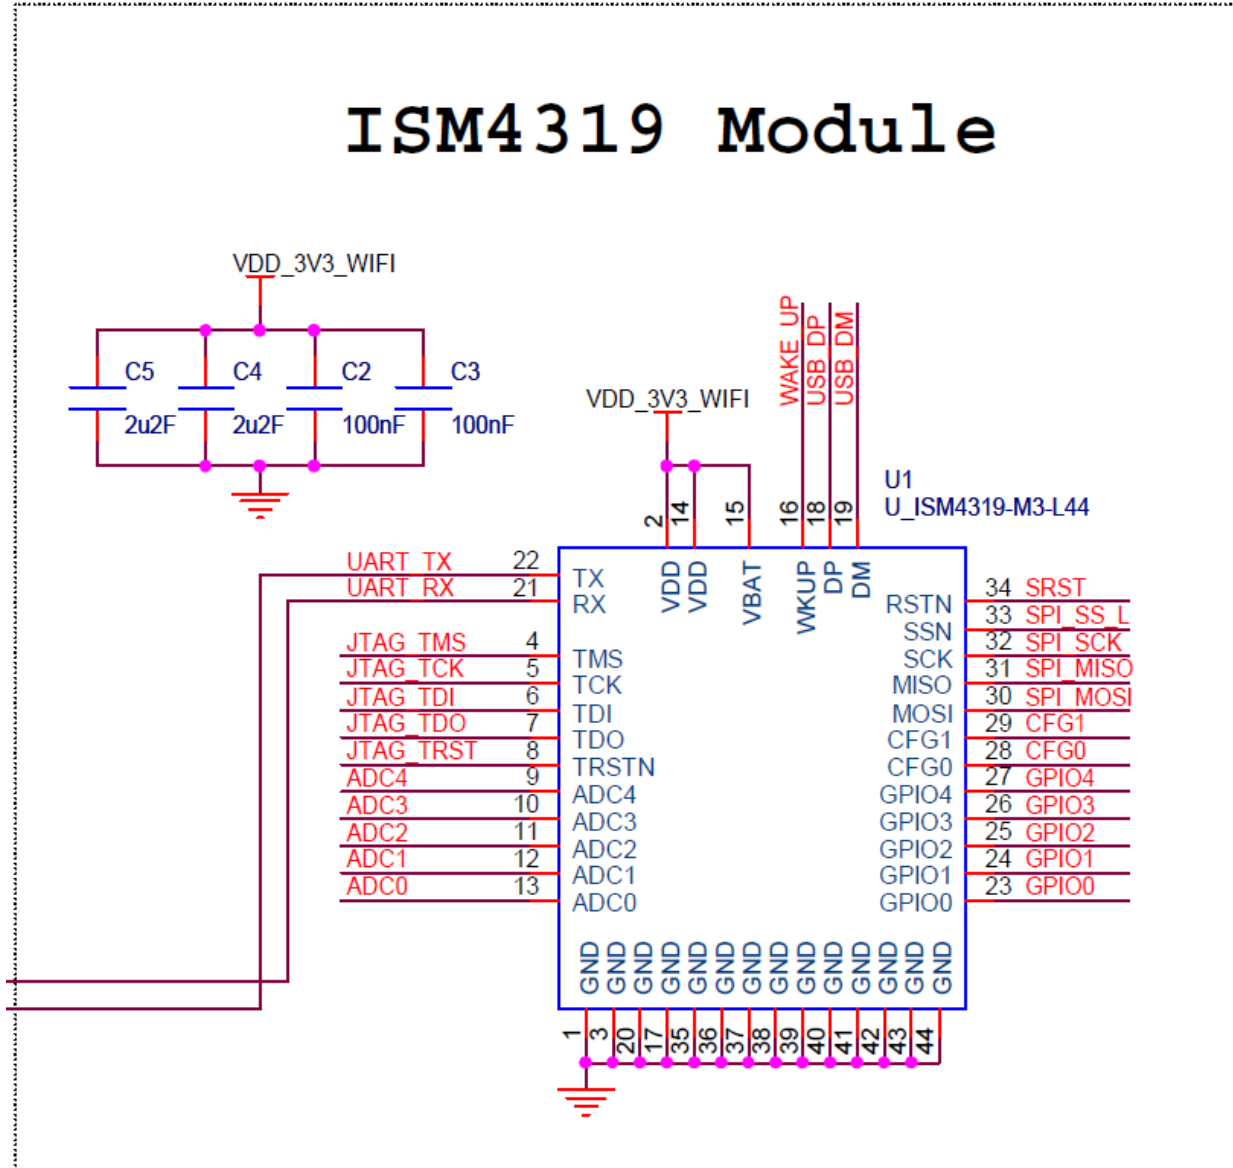 ISM4319 Module
VDD_3V3_WIFI
C5
C4
C2
C3
2u2F
2u2F
100nF
100nF
VDD_3V3_WIFI
WAKE_UP
USB_DP
USB_DM
U1
U_ISM4319-M3-L44
2
14
15
16
18
19
VDD
VDD
VBAT
WKUP
DP
DM
UART_TX 22 TX
UART_RX 21 RX
JTAG_TMS 4 TMS
JTAG_TCK 5 TCK
JTAG_TDI 6 TDI
JTAG_TDO 7 TDO
JTAG_TRST 8 TRSTN
ADC4 9 ADC4
ADC3 10 ADC3
ADC2 11 ADC2
ADC1 12 ADC1
ADC0 13 ADC0
RSTN 34 SRST
SSN 33 SPI_SS_L
SCK 32 SPI_SCK
MISO 31 SPI_MISO
MOSI 30 SPI_MOSI
CFG1 29 CFG1
CFG0 28 CFG0
GPIO4 27 GPIO4
GPIO3 26 GPIO3
GPIO2 25 GPIO2
GPIO1 24 GPIO1
GPIO0 23 GPIO0
GND
GND
GND
GND
GND
GND
GND
GND
GND
GND
GND
GND
GND
GND
1
3
20
17
35
36
37
38
39
40
41
42
43
44